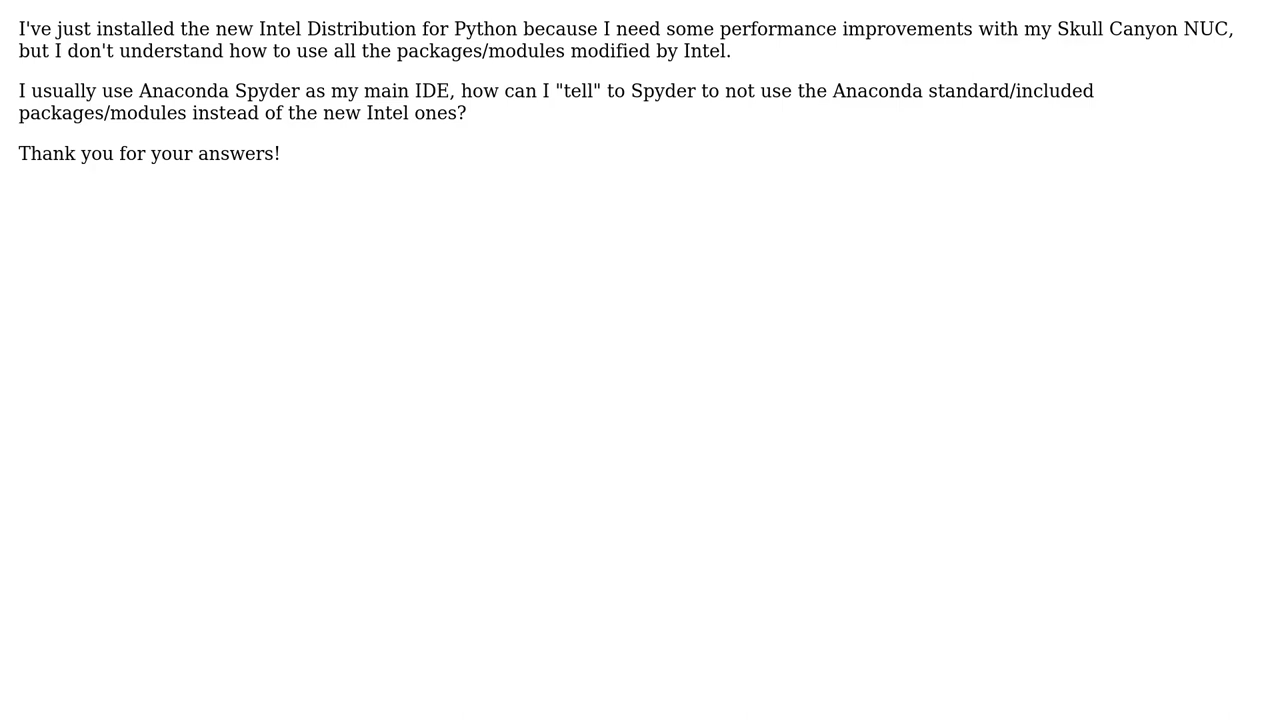 I've just installed the new Intel Distribution for Python because I need some performance improvements with my Skull Canyon NUC,
but I don't understand how to use all the packages/modules modified by Intel.
I usually use Anaconda Spyder as my main IDE, how can I "tell" to Spyder to not use the Anaconda standard/included
packages/modules instead of the new Intel ones?
Thank you for your answers!